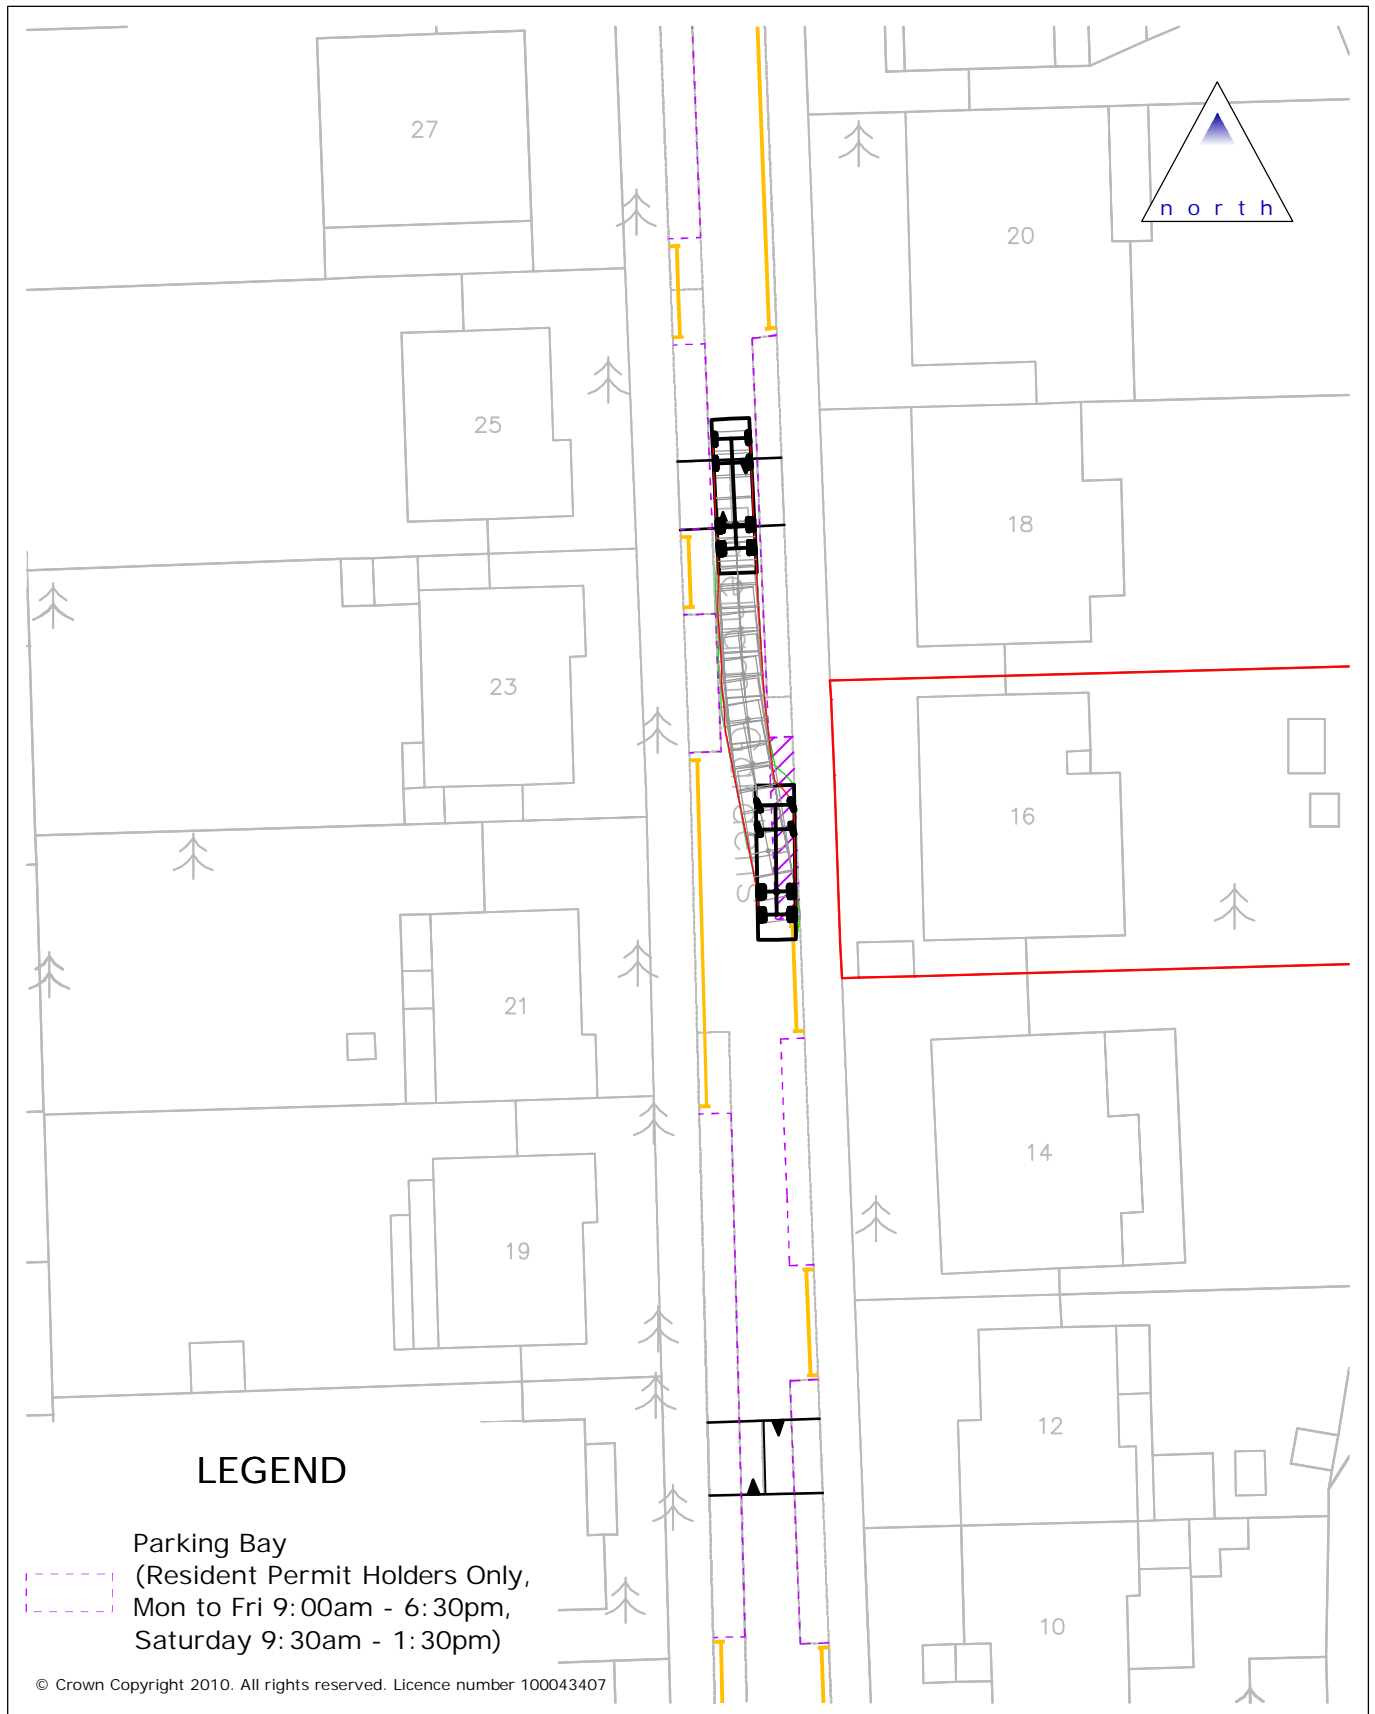 27
north
20
25
18
23
16
21
14
19
12
LEGEND
Parking Bay
(Resident Permit Holders Only,
Mon to Fri 9:00am - 6:30pm,
Saturday 9:30am - 1:30pm)
10
© Crown Copyright 2010. All rights reserved. Licence number 100043407